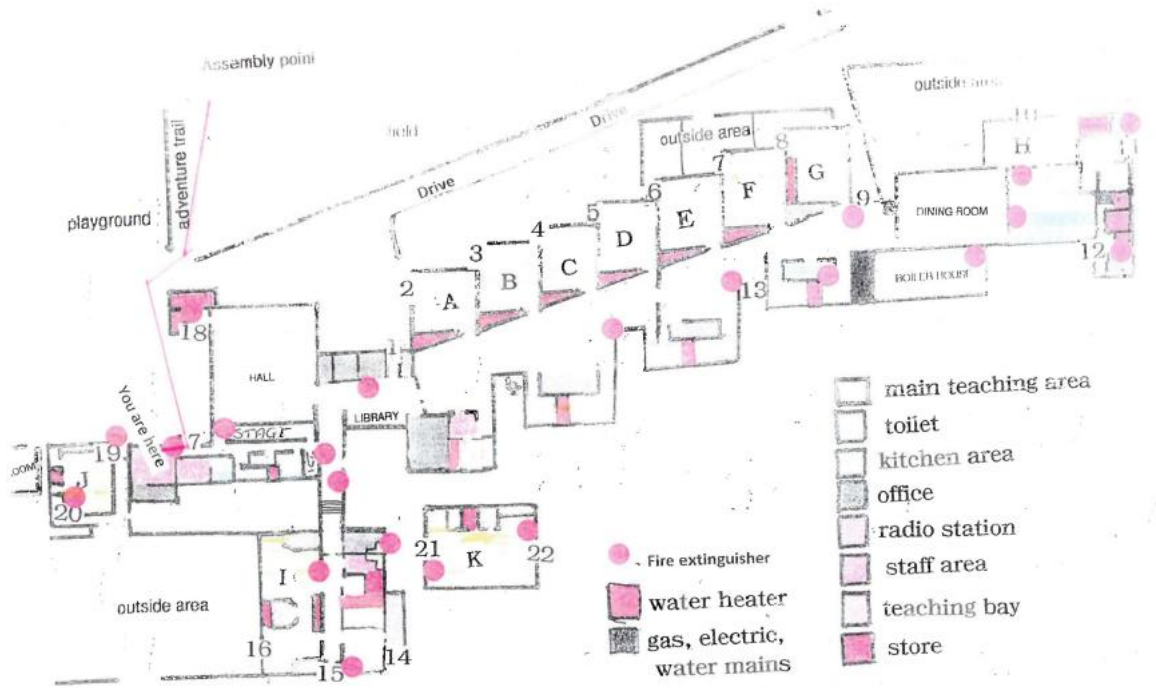 Assembly point
field
Drive
outside area
outside area
Drive
adventure trail
playground
8
7
6
5
4
3
2
1
9
H
G
F
E
D
C
B
A
DINING ROOM
BOILER HOUSE
12
13
18
HALL
LIBRARY
STAGE
You are here
19
J
20
21
K
22
I
outside area
16
15
14
Fire extinguisher
water heater
gas, electric,
water mains
main teaching area
toilet
kitchen area
office
radio station
staff area
teaching bay
store